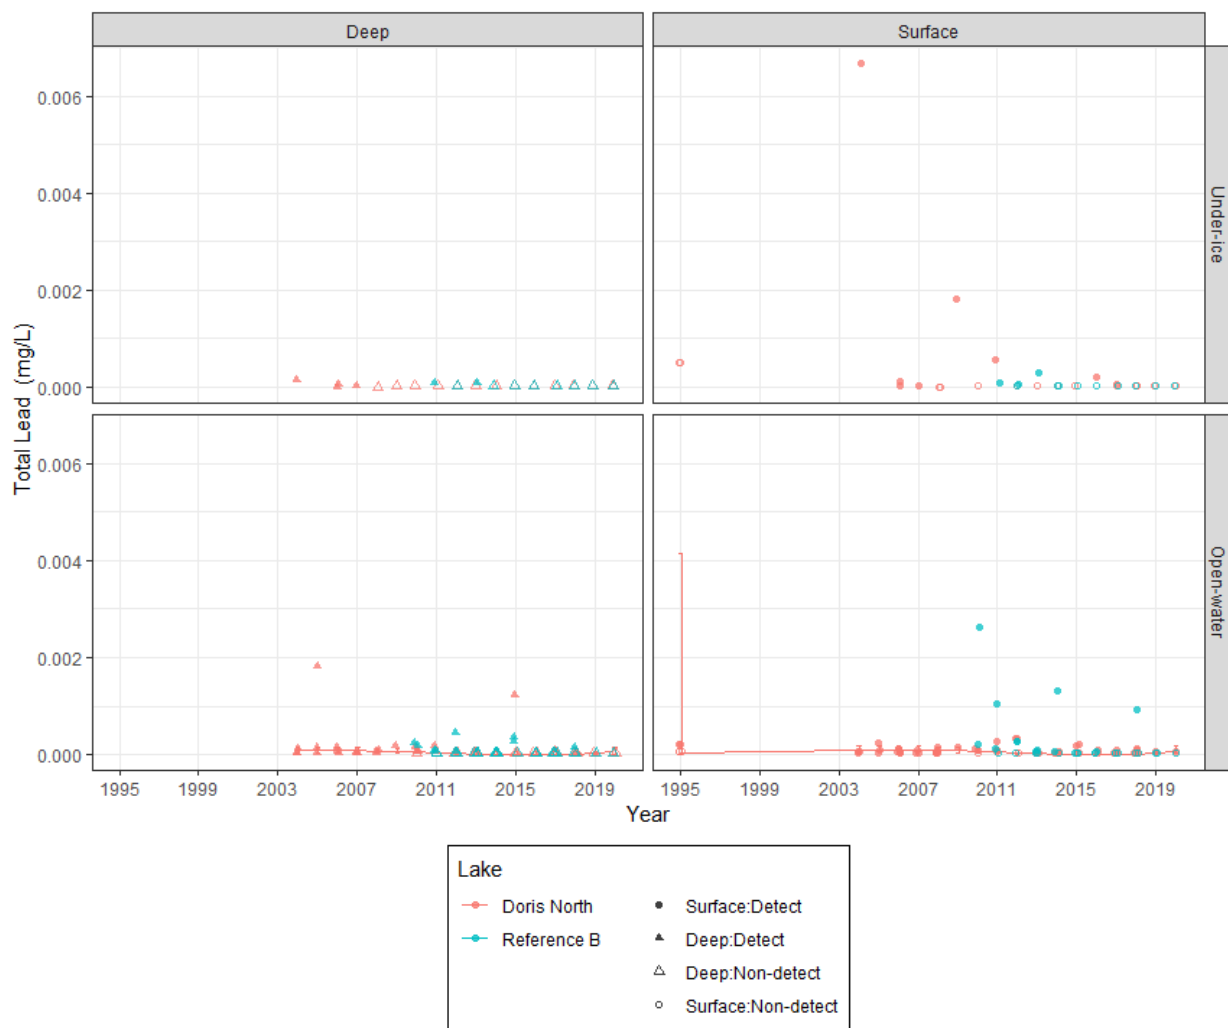 Deep
Surface
Total Lead (mg/L)
0.006
0.004
0.002
0.000
Under-ice
0.006
0.004
0.002
0.000
Open-water
1995 1999 2003 2007 2011 2015 2019
1995 1999 2003 2007 2011 2015 2019
Year
Lake
Doris North
Reference B
Surface:Detect
Deep:Detect
Deep:Non-detect
Surface:Non-detect